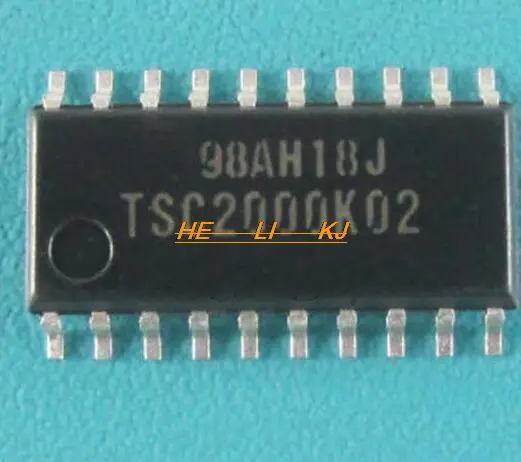 98AH18J
TSC2000K02
HE LI KJ